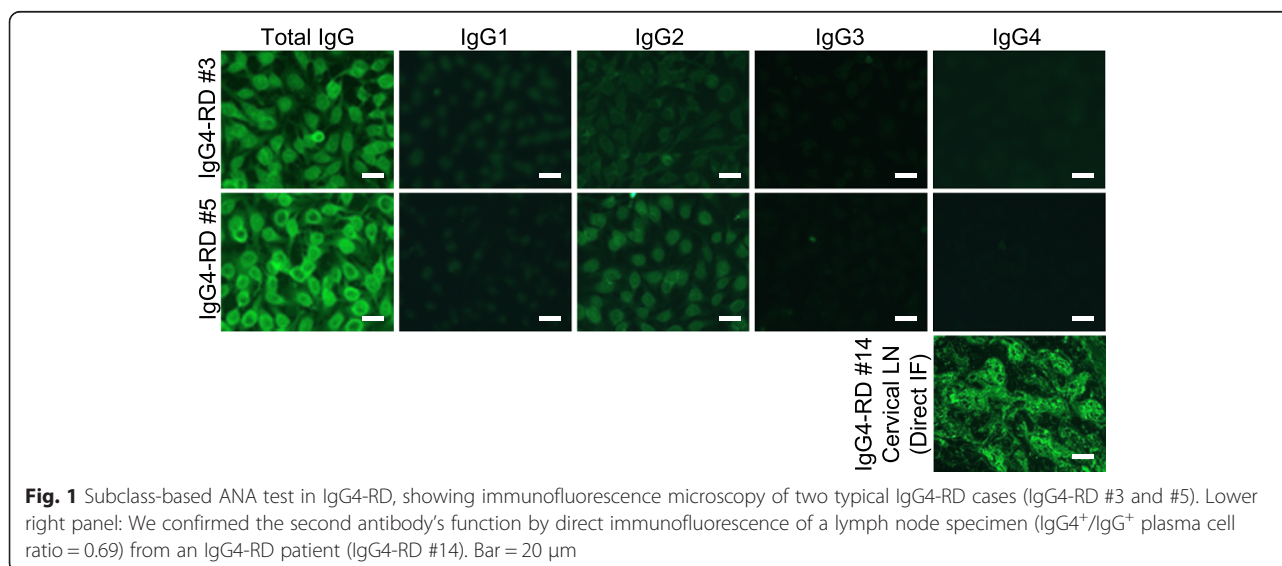 Total IgG IgG1 IgG2 IgG3 IgG4
IgG4-RD #3
IgG4-RD #5
IgG4-RD #14
Cervical LN
(Direct IF)
Fig. 1 Subclass-based ANA test in IgG4-RD, showing immunofluorescence microscopy of two typical IgG4-RD cases (IgG4-RD #3 and #5). Lower
right panel: We confirmed the second antibody’s function by direct immunofluorescence of a lymph node specimen (IgG4⁺/IgG⁺ plasma cell
ratio = 0.69) from an IgG4-RD patient (IgG4-RD #14). Bar = 20 μm